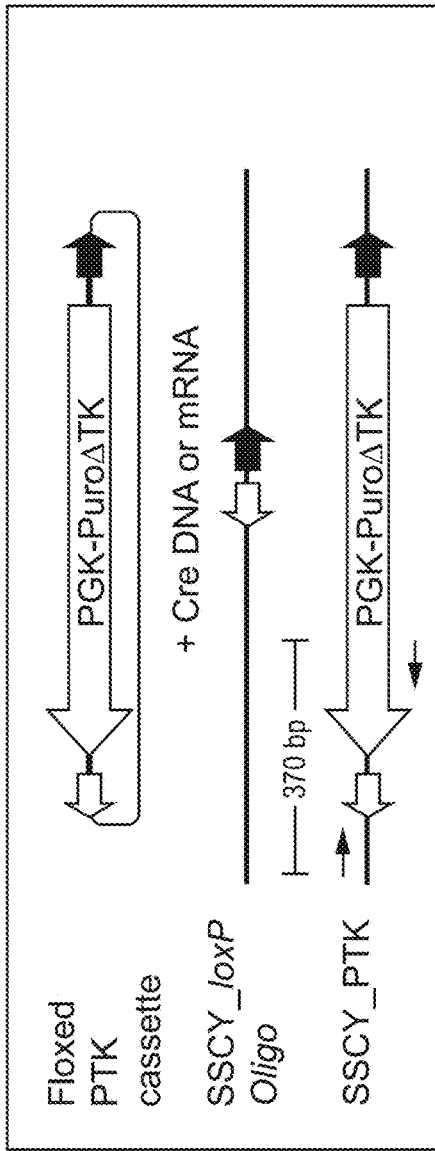 Floxed
PTK
cassette
PGK-PuroΔTK
+ Cre DNA or mRNA
SSCY_loxP
Oligo
370 bp
SSCY_PTK
PGK-PuroΔTK